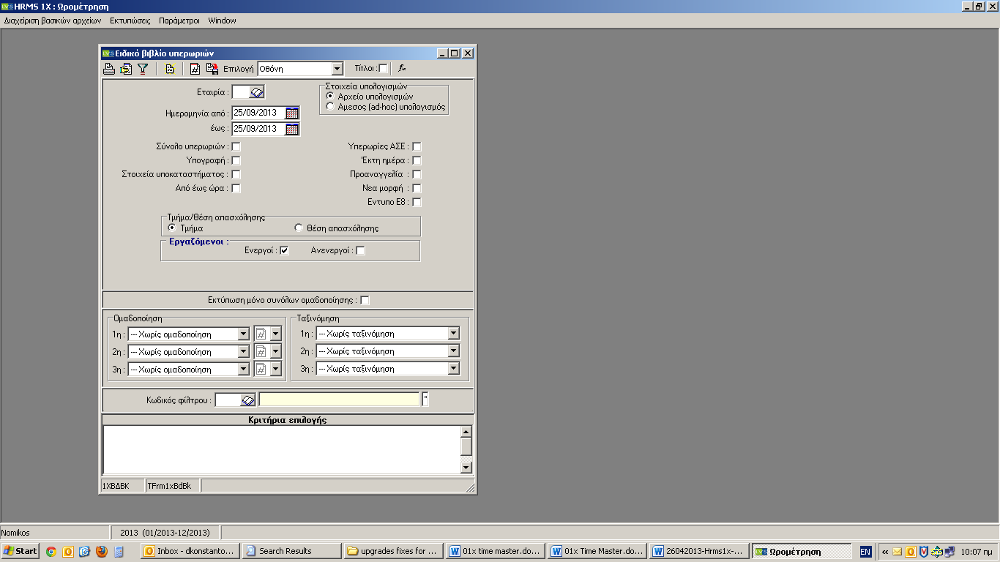 HRMS 1X : Ωρομέτρηση
Διαχείριση βασικών αρχείων Εκτυπώσεις Παράμετροι Window
LVS Ειδικό βιβλίο υπερωριών
Επιλογή Οθόνη Τίτλοι :
Εταιρία :
Στοιχεία υπολογισμών
Αρχείο υπολογισμών
Αμεσος (ad-hoc) υπολογισμός
Ημερομηνία από : 25/09/2013
έως : 25/09/2013
Σύνολο υπερωριών : Υπερωρίες ΑΣΕ :
Υπογραφή : Έκτη ημέρα :
Στοιχεία υποκαταστήματος : Προαναγγελία :
Από έως ώρα : Νεα μορφή :
Εντυπο Ε8 :
Τμήμα/Θέση απασχόλησης
Τμήμα Θέση απασχόλησης
Εργαζόμενοι :
Ενεργοί : Ανενεργοί :
Εκτύπωση μόνο συνόλων ομαδοποίησης :
Ομαδοποίηση Ταξινόμηση
1η : --- Χωρίς ομαδοποίηση # 1η : --- Χωρίς ταξινόμηση
2η : --- Χωρίς ομαδοποίηση # 2η : --- Χωρίς ταξινόμηση
3η : --- Χωρίς ομαδοποίηση # 3η : --- Χωρίς ταξινόμηση
Κωδικός φίλτρου : *
Κριτήρια επιλογής
1XBΔBK TFrm1xBdBk
Nomikos 2013 (01/2013-12/2013)
Start Inbox - dkonstanto... Search Results upgrades fixes for ... 01x time master.do... 01x Time Master.do... 26042013-Hrms1x-... LVS Ωρομέτρηση EN « 10:07 πμ